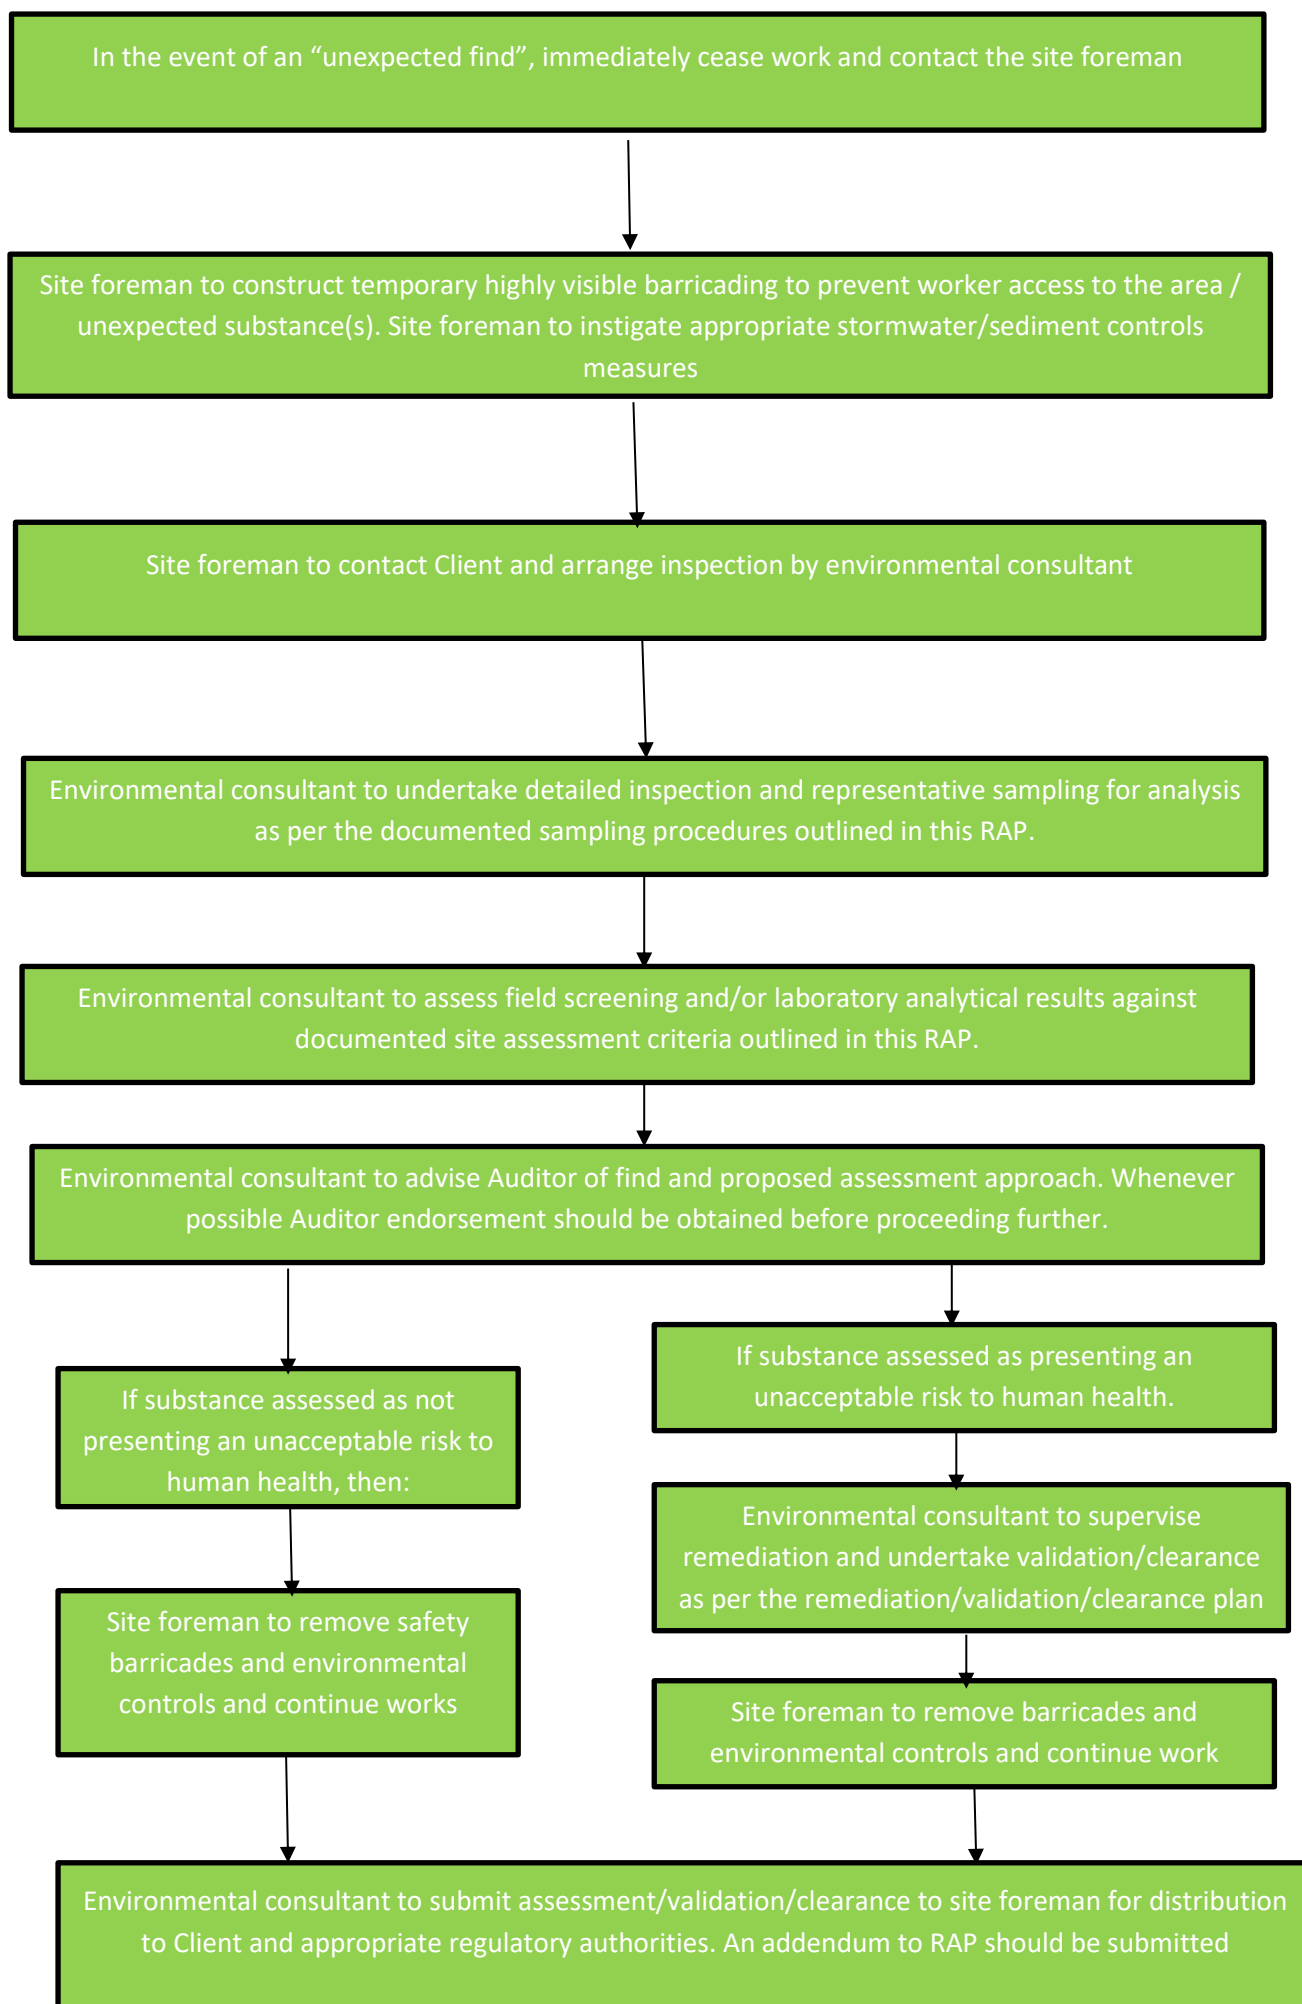 In the event of an “unexpected find”, immediately cease work and contact the site foreman
Site foreman to construct temporary highly visible barricading to prevent worker access to the area /
unexpected substance(s). Site foreman to instigate appropriate stormwater/sediment controls
measures
Site foreman to contact Client and arrange inspection by environmental consultant
Environmental consultant to undertake detailed inspection and representative sampling for analysis
as per the documented sampling procedures outlined in this RAP.
Environmental consultant to assess field screening and/or laboratory analytical results against
documented site assessment criteria outlined in this RAP.
Environmental consultant to advise Auditor of find and proposed assessment approach. Whenever
possible Auditor endorsement should be obtained before proceeding further.
If substance assessed as not
presenting an unacceptable risk to
human health, then:
Site foreman to remove safety
barricades and environmental
controls and continue works
If substance assessed as presenting an
unacceptable risk to human health.
Environmental consultant to supervise
remediation and undertake validation/clearance
as per the remediation/validation/clearance plan
Site foreman to remove barricades and
environmental controls and continue work
Environmental consultant to submit assessment/validation/clearance to site foreman for distribution
to Client and appropriate regulatory authorities. An addendum to RAP should be submitted